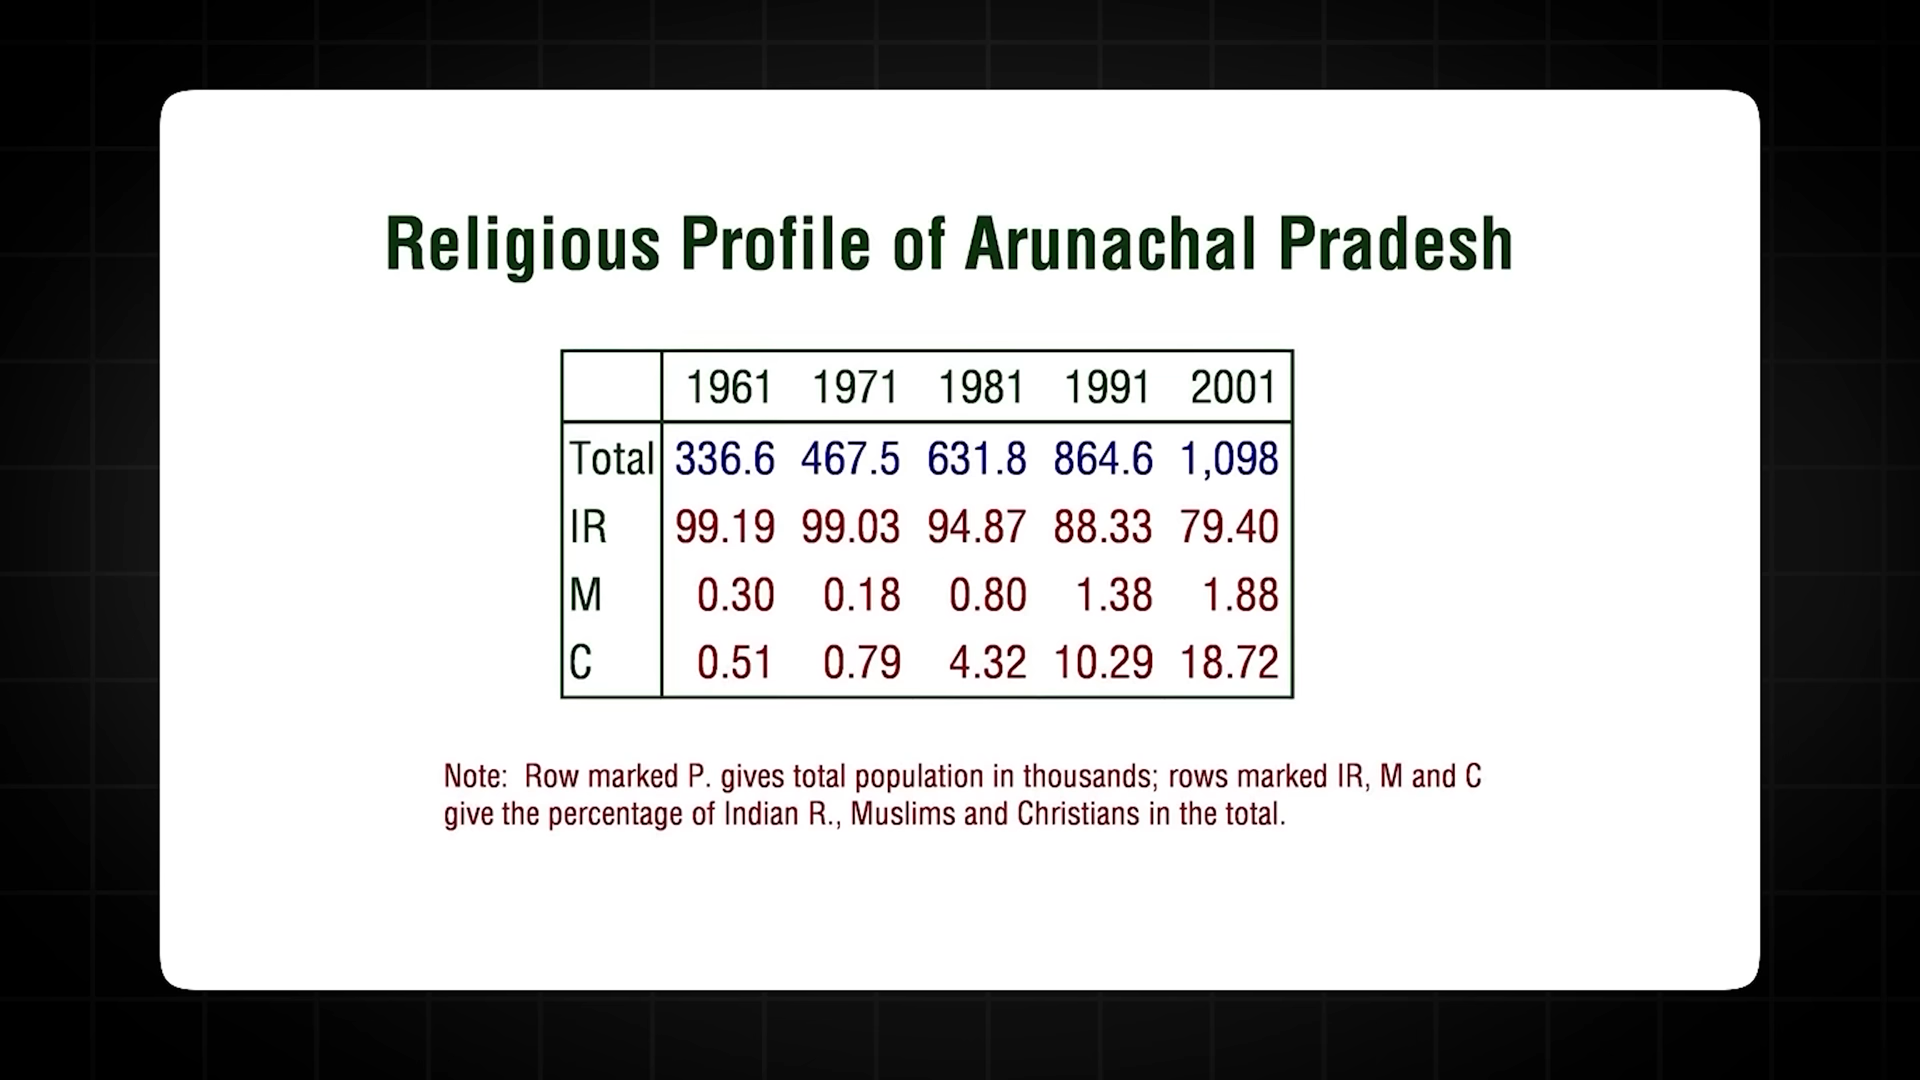 Religious Profile of Arunachal Pradesh
1961 1971 1981 1991 2001
Total 336.6 467.5 631.8 864.6 1,098
IR 99.19 99.03 94.87 88.33 79.40
M 0.30 0.18 0.80 1.38 1.88
C 0.51 0.79 4.32 10.29 18.72
Note: Row marked P. gives total population in thousands; rows marked IR, M and C
give the percentage of Indian R., Muslims and Christians in the total.